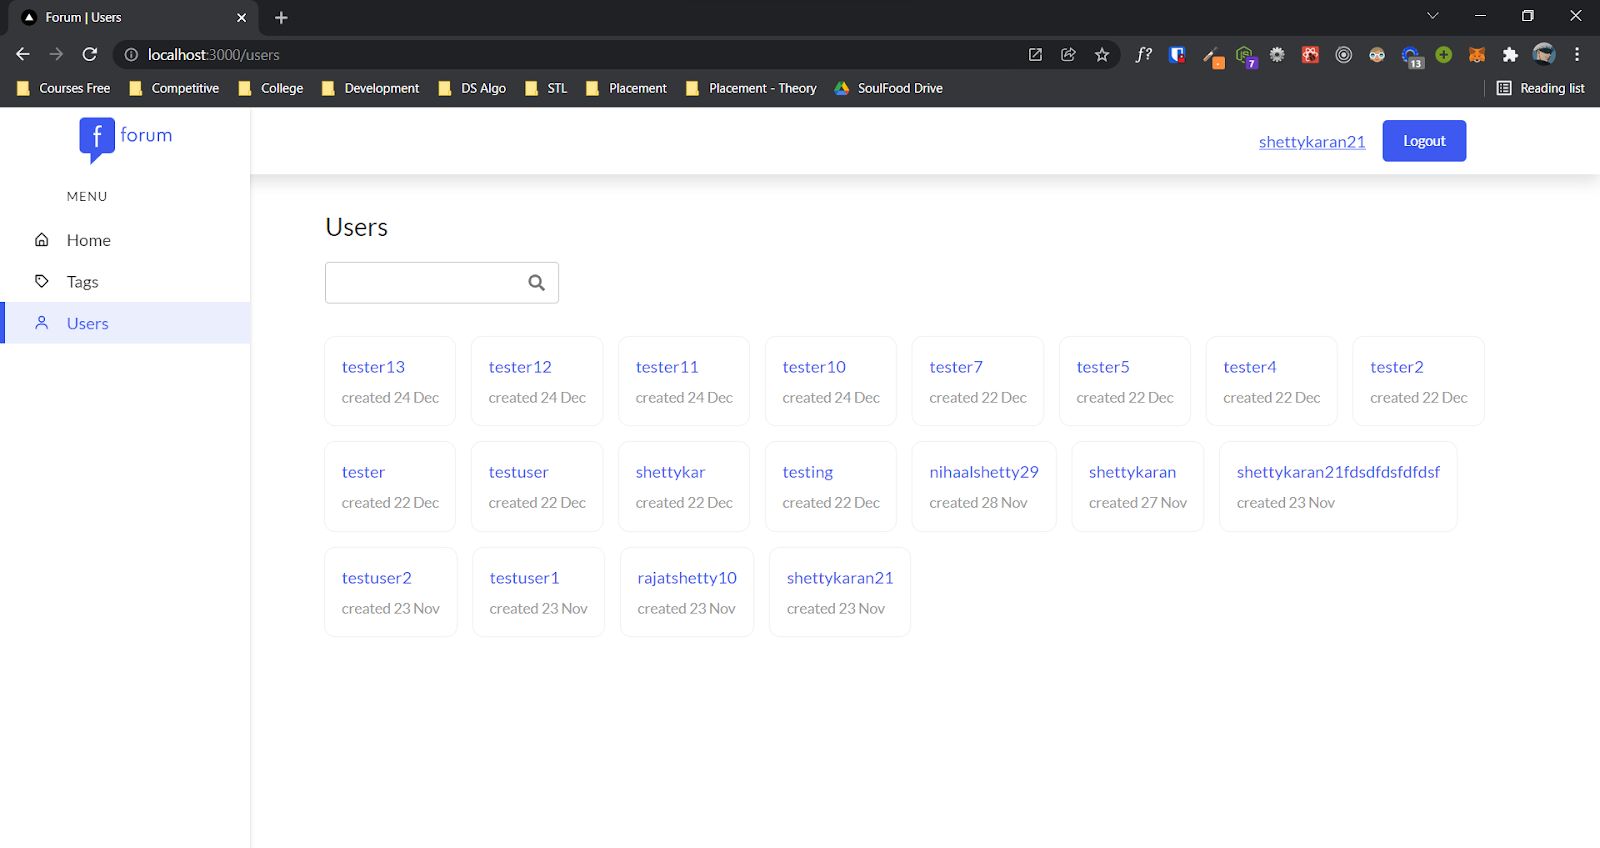 Forum | Users
localhost:3000/users
f?
7
13
Courses Free Competitive College Development DS Algo STL Placement Placement - Theory SoulFood Drive Reading list
f forum
shettykaran21 Logout
MENU
Home
Tags
Users
Users
tester13 tester12 tester11 tester10 tester7 tester5 tester4 tester2
created 24 Dec created 24 Dec created 24 Dec created 24 Dec created 22 Dec created 22 Dec created 22 Dec created 22 Dec
tester testuser shettykar testing nihaalshetty29 shettykaran shettykaran21fdsdfdsfdfdsf
created 22 Dec created 22 Dec created 22 Dec created 22 Dec created 28 Nov created 27 Nov created 23 Nov
testuser2 testuser1 rajatshetty10 shettykaran21
created 23 Nov created 23 Nov created 23 Nov created 23 Nov